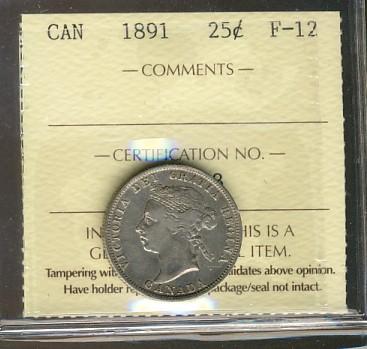 CAN 1891 25¢ F-12
— COMMENTS —
— CERTIFICATION NO. —
VICTORIA DEI GRATIA REGINA
CANADA
HIS IS A
ITEM.
Tampering above opinion.
Have holder package/seal not intact.